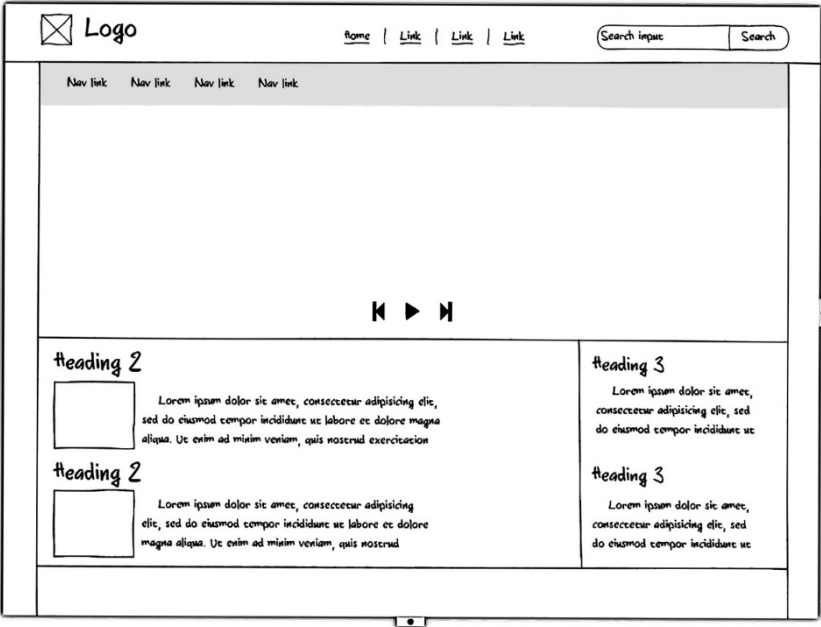 Logo
Home | Link | Link | Link
Search input
Search
Nav link Nav link Nav link Nav link
Heading 2
Lorem ipsum dolor sit amet, consectetur adipisicing elit,
sed do eiusmod tempor incididunt ut labore et dolore magna
aliqua. Ut enim ad minim veniam, quis nostrud exercitation
Heading 2
Lorem ipsum dolor sit amet, consectetur adipisicing
elit, sed do eiusmod tempor incididunt ut labore et dolore
magna aliqua. Ut enim ad minim veniam, quis nostrud
Heading 3
Lorem ipsum dolor sit amet,
consectetur adipisicing elit, sed
do eiusmod tempor incididunt ut
Heading 3
Lorem ipsum dolor sit amet,
consectetur adipisicing elit, sed
do eiusmod tempor incididunt ut